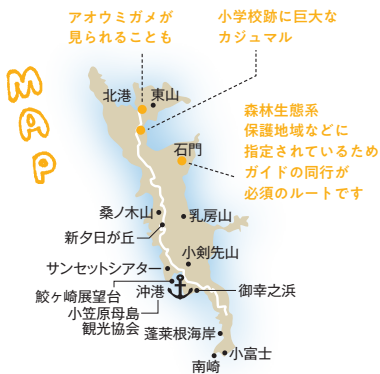 アオウミガメが
見られることも
小学校跡に巨大な
カジュマル
MAP
北港
東山
森林生態系
保護地域などに
指定されているため
ガイドの同行が
必須のルートです
石門
桑ノ木山
乳房山
新夕日が丘
小剣先山
サンセットシアター
鮫ヶ崎展望台
沖港
御幸之浜
小笠原母島
観光協会
蓬莱根海岸
小富士
南崎